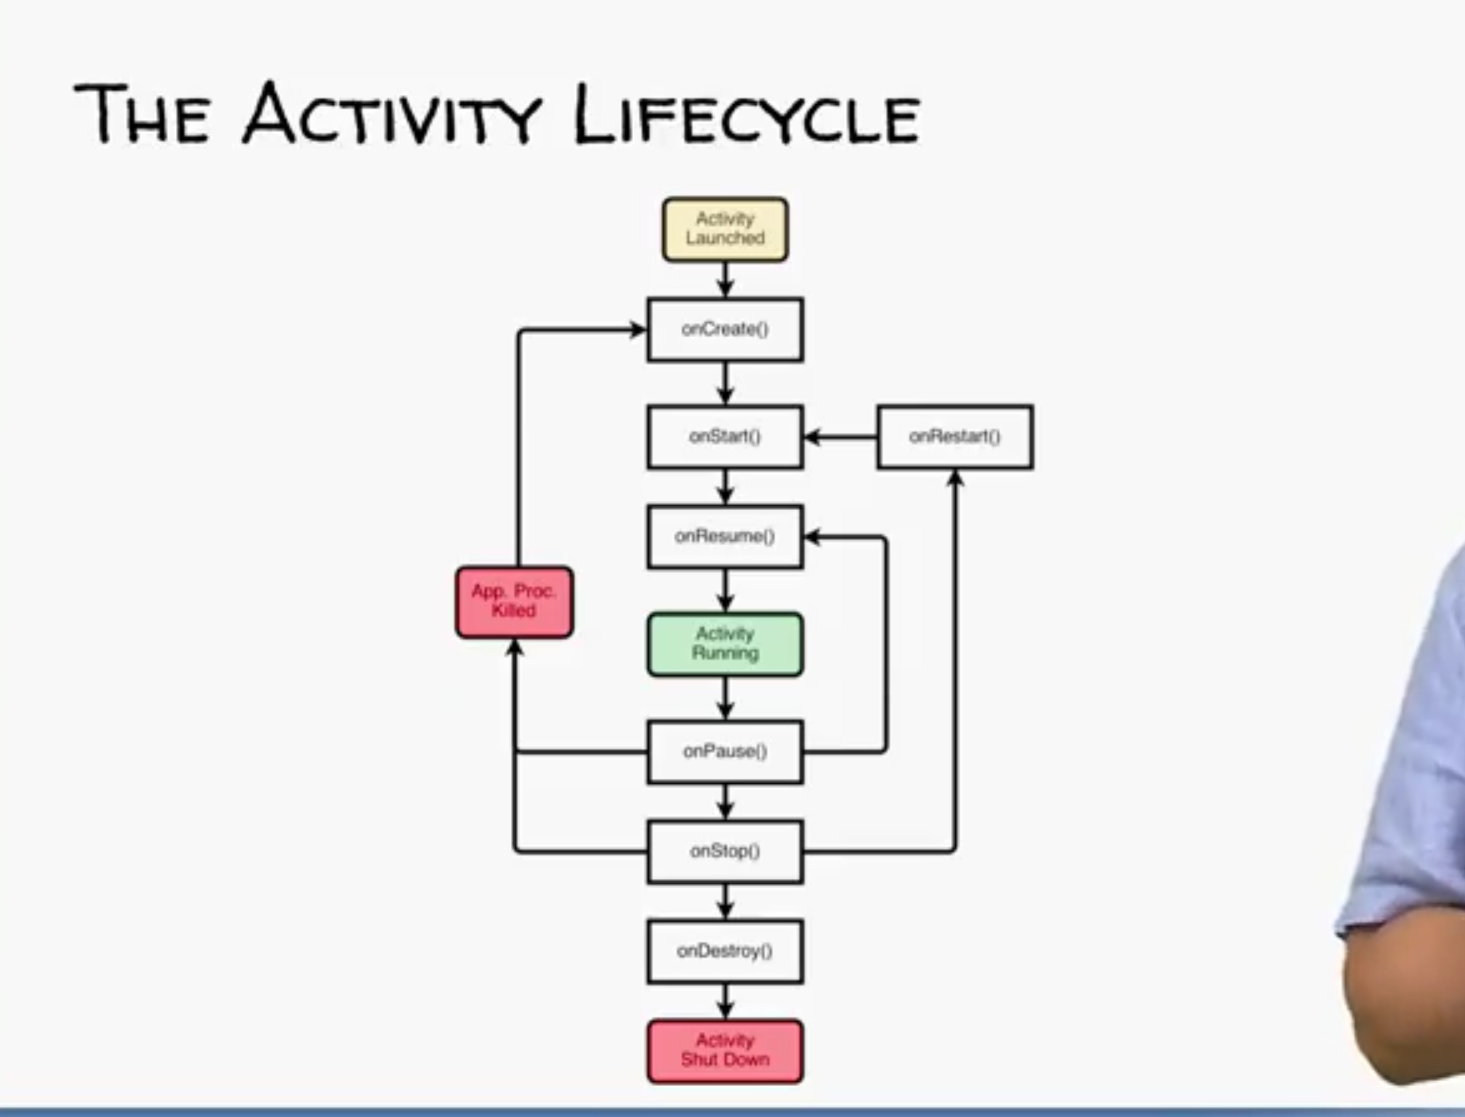 The Activity Lifecycle
Activity
Launched
onCreate()
onStart()
onRestart()
onResume()
App. Proc.
Killed
Activity
Running
onPause()
onStop()
onDestroy()
Activity
Shut Down